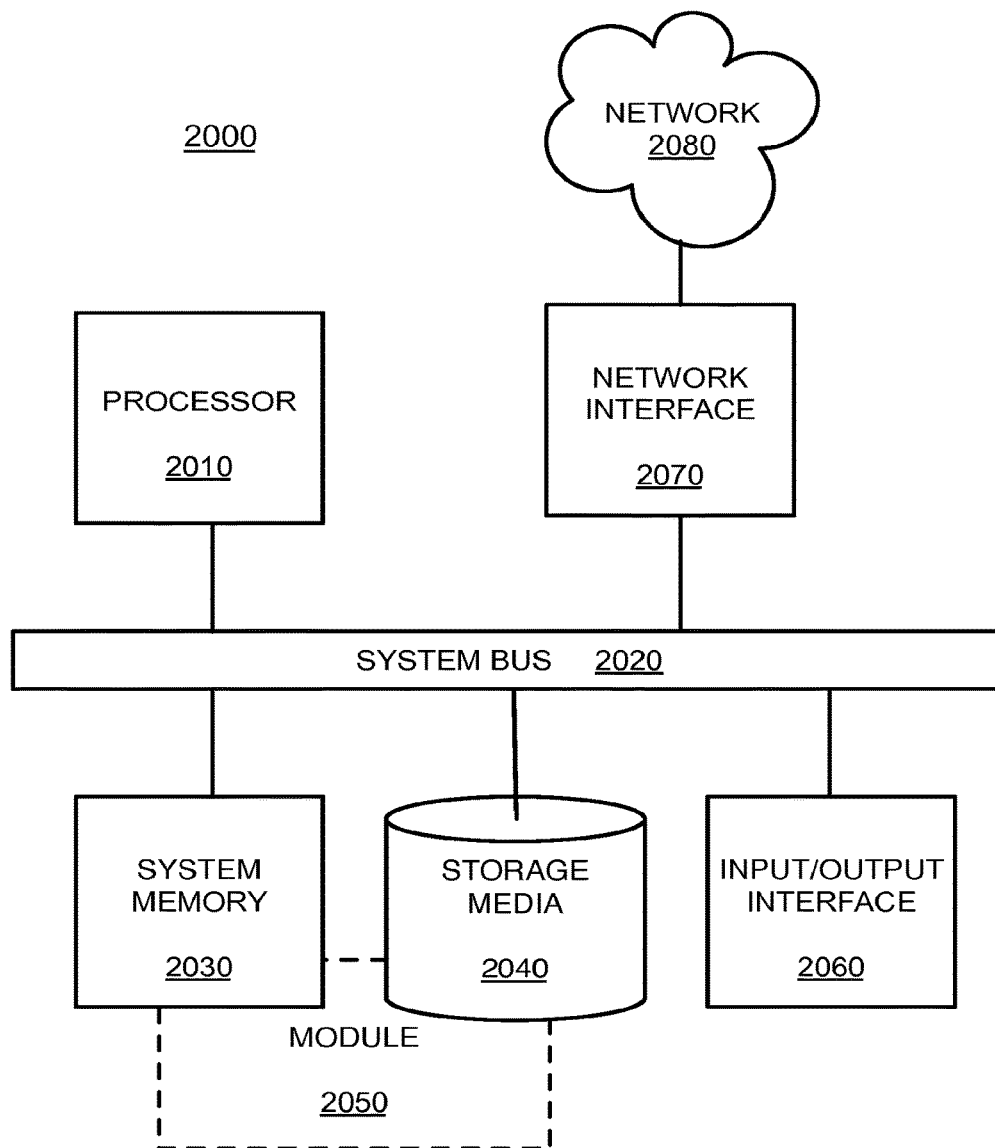 2000
NETWORK
2080
PROCESSOR
2010
NETWORK
INTERFACE
2070
SYSTEM BUS 2020
SYSTEM
MEMORY
2030
STORAGE
MEDIA
2040
INPUT/OUTPUT
INTERFACE
2060
MODULE
2050